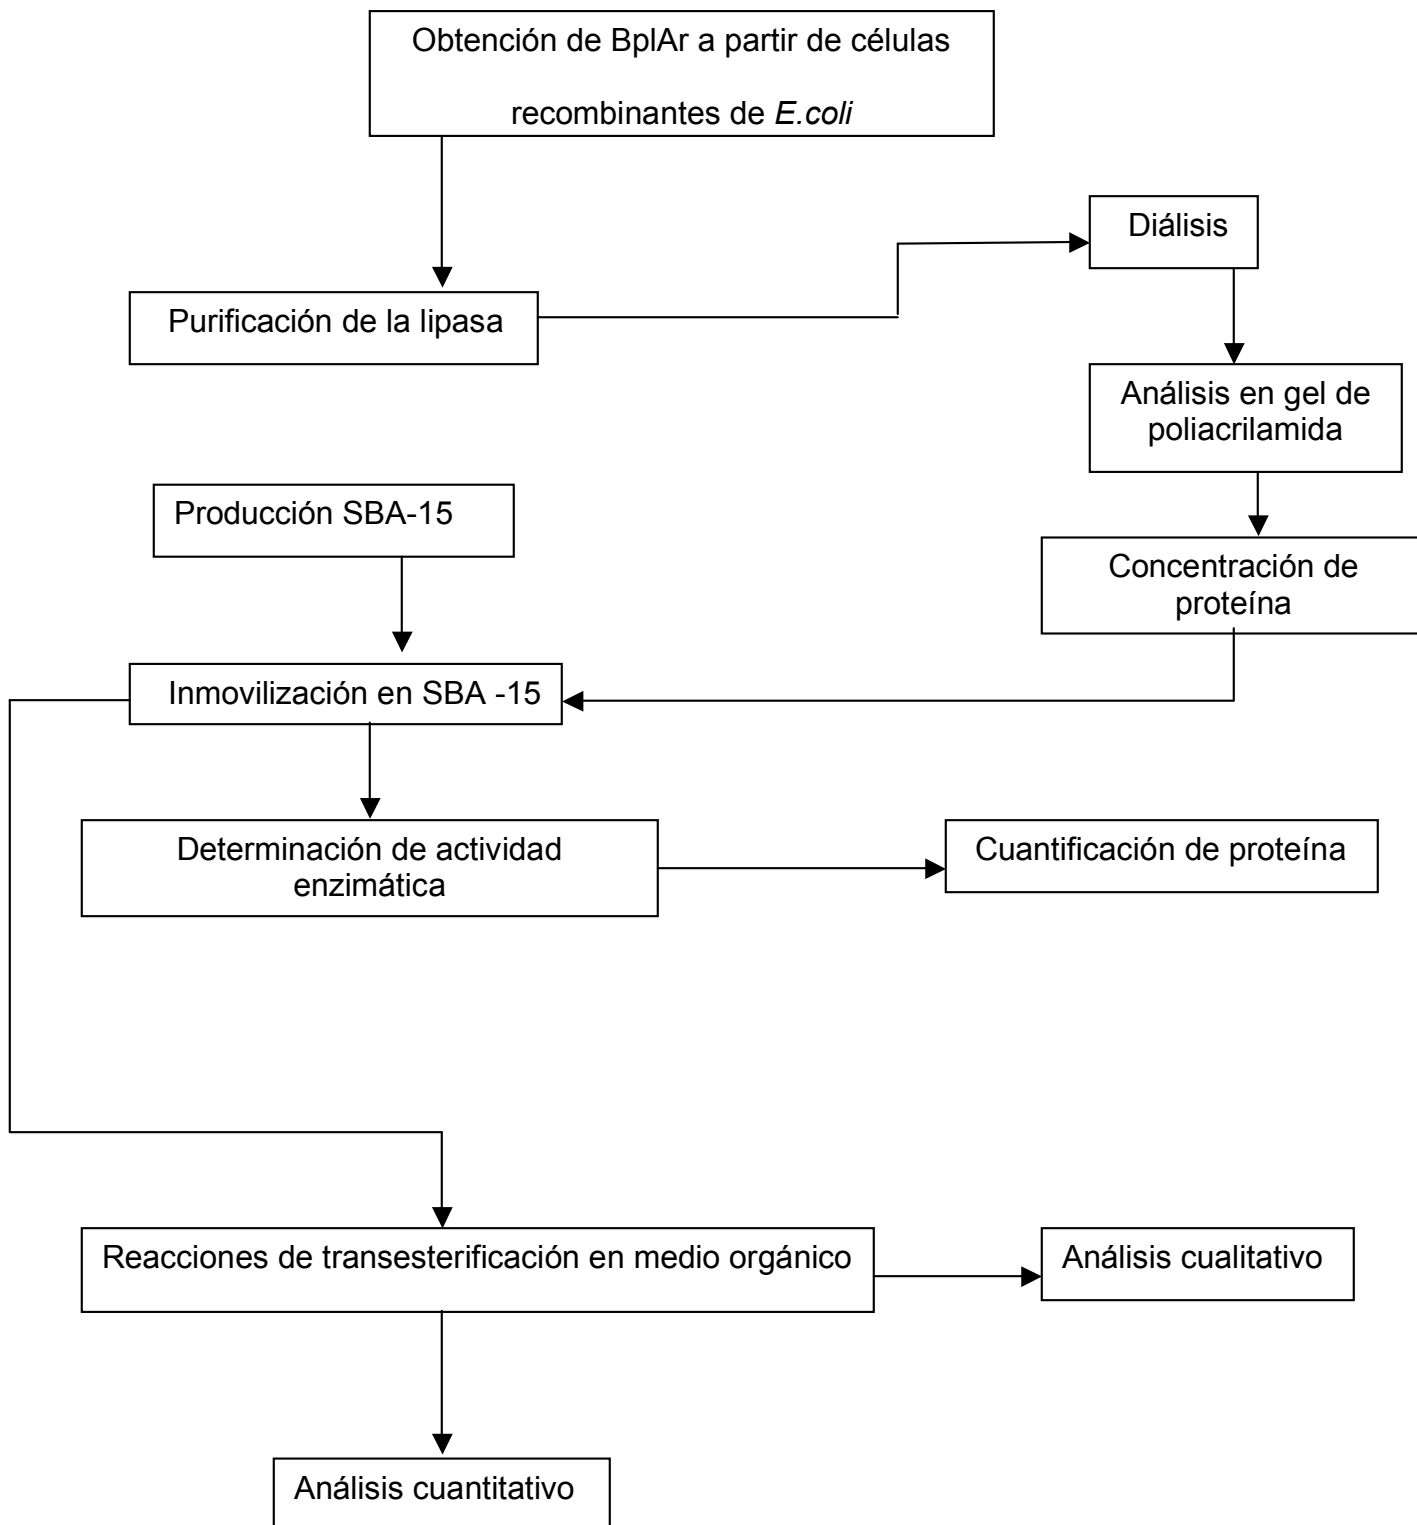 Obtención de BplAr a partir de células
recombinantes de E.coli
Diálisis
Purificación de la lipasa
Análisis en gel de
poliacrilamida
Producción SBA-15
Concentración de
proteína
Inmovilización en SBA -15
Determinación de actividad
enzimática
Cuantificación de proteína
Reacciones de transesterificación en medio orgánico
Análisis cualitativo
Análisis cuantitativo